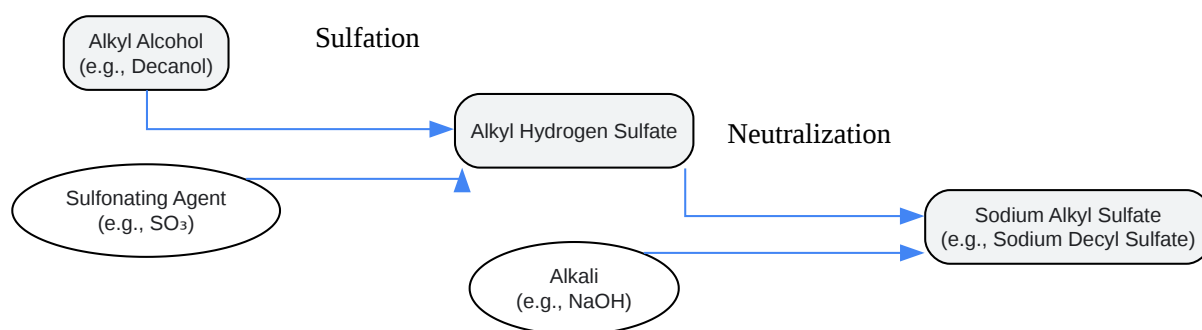 Alkyl Alcohol
(e.g., Decanol)
Sulfation
Alkyl Hydrogen Sulfate
Neutralization
Sulfonating Agent
(e.g., SO₃)
Sodium Alkyl Sulfate
(e.g., Sodium Decyl Sulfate)
Alkali
(e.g., NaOH)